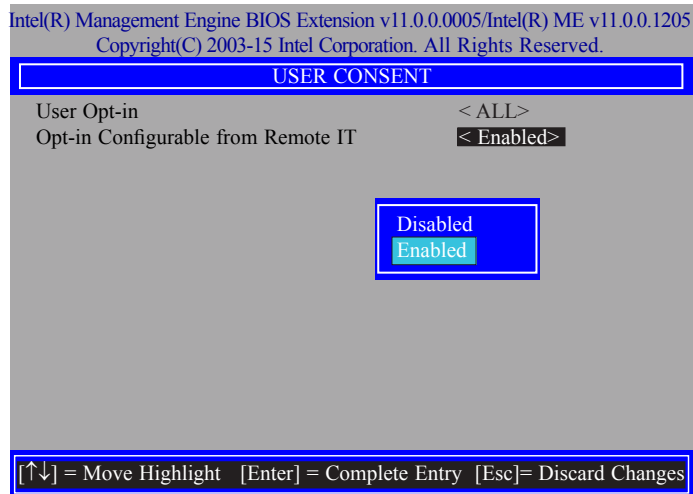 Intel(R) Management Engine BIOS Extension v11.0.0.0005/Intel(R) ME v11.0.0.1205
Copyright(C) 2003-15 Intel Corporation. All Rights Reserved.
USER CONSENT
User Opt-in < ALL>
Opt-in Configurable from Remote IT < Enabled>
Disabled
Enabled
[↑↓] = Move Highlight [Enter] = Complete Entry [Esc]= Discard Changes